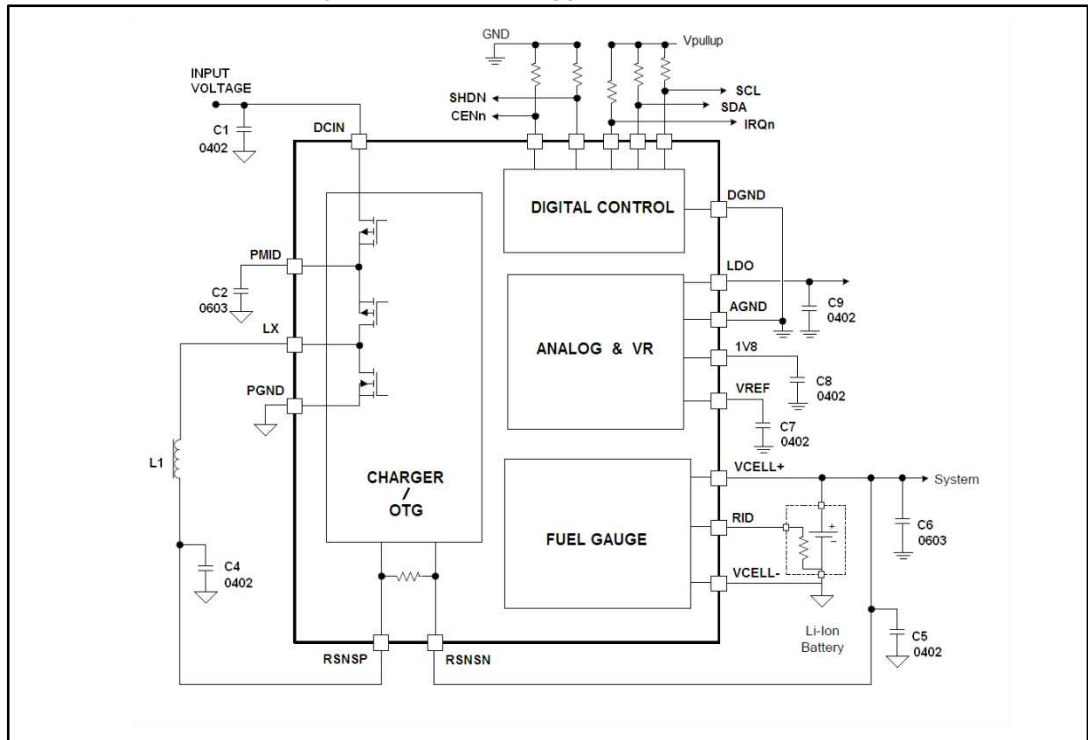 GND
Vpullup
INPUT
VOLTAGE
SHDN
SCL
SDA
CENn
IRQn
C1
0402
DCIN
DIGITAL CONTROL
DGND
PMID
LDO
C2
0603
C9
0402
AGND
LX
ANALOG & VR
1V8
C8
0402
PGND
VREF
C7
0402
L1
CHARGER
/
OTG
VCELL+
System
RID
+
−
C6
0603
FUEL GAUGE
C4
0402
VCELL-
Li-Ion
Battery
C5
0402
RSNSP
RSNSN